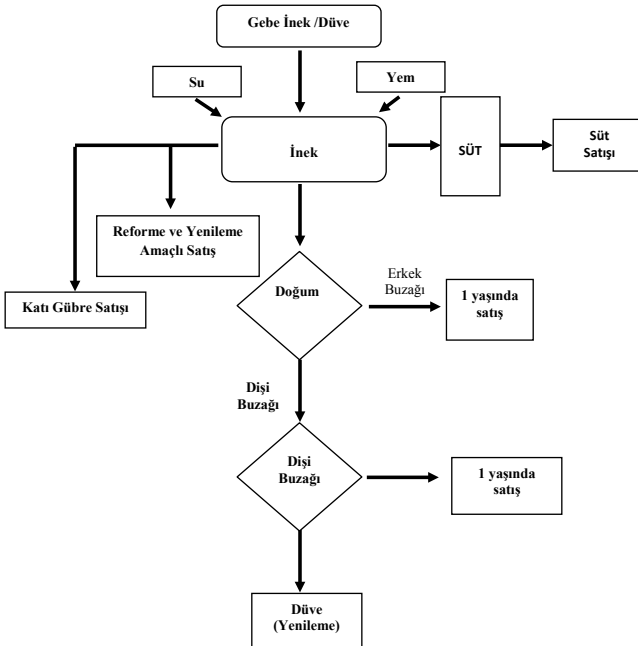 Gebe İnek /Düve
Su
Yem
İnek
SÜT
Süt
Satışı
Reforme ve Yenileme
Amaçlı Satış
Katı Gübre Satışı
Doğum
Erkek
Buzağı
1 yaşında
satış
Dişi
Buzağı
Dişi
Buzağı
1 yaşında
satış
Düve
(Yenileme)